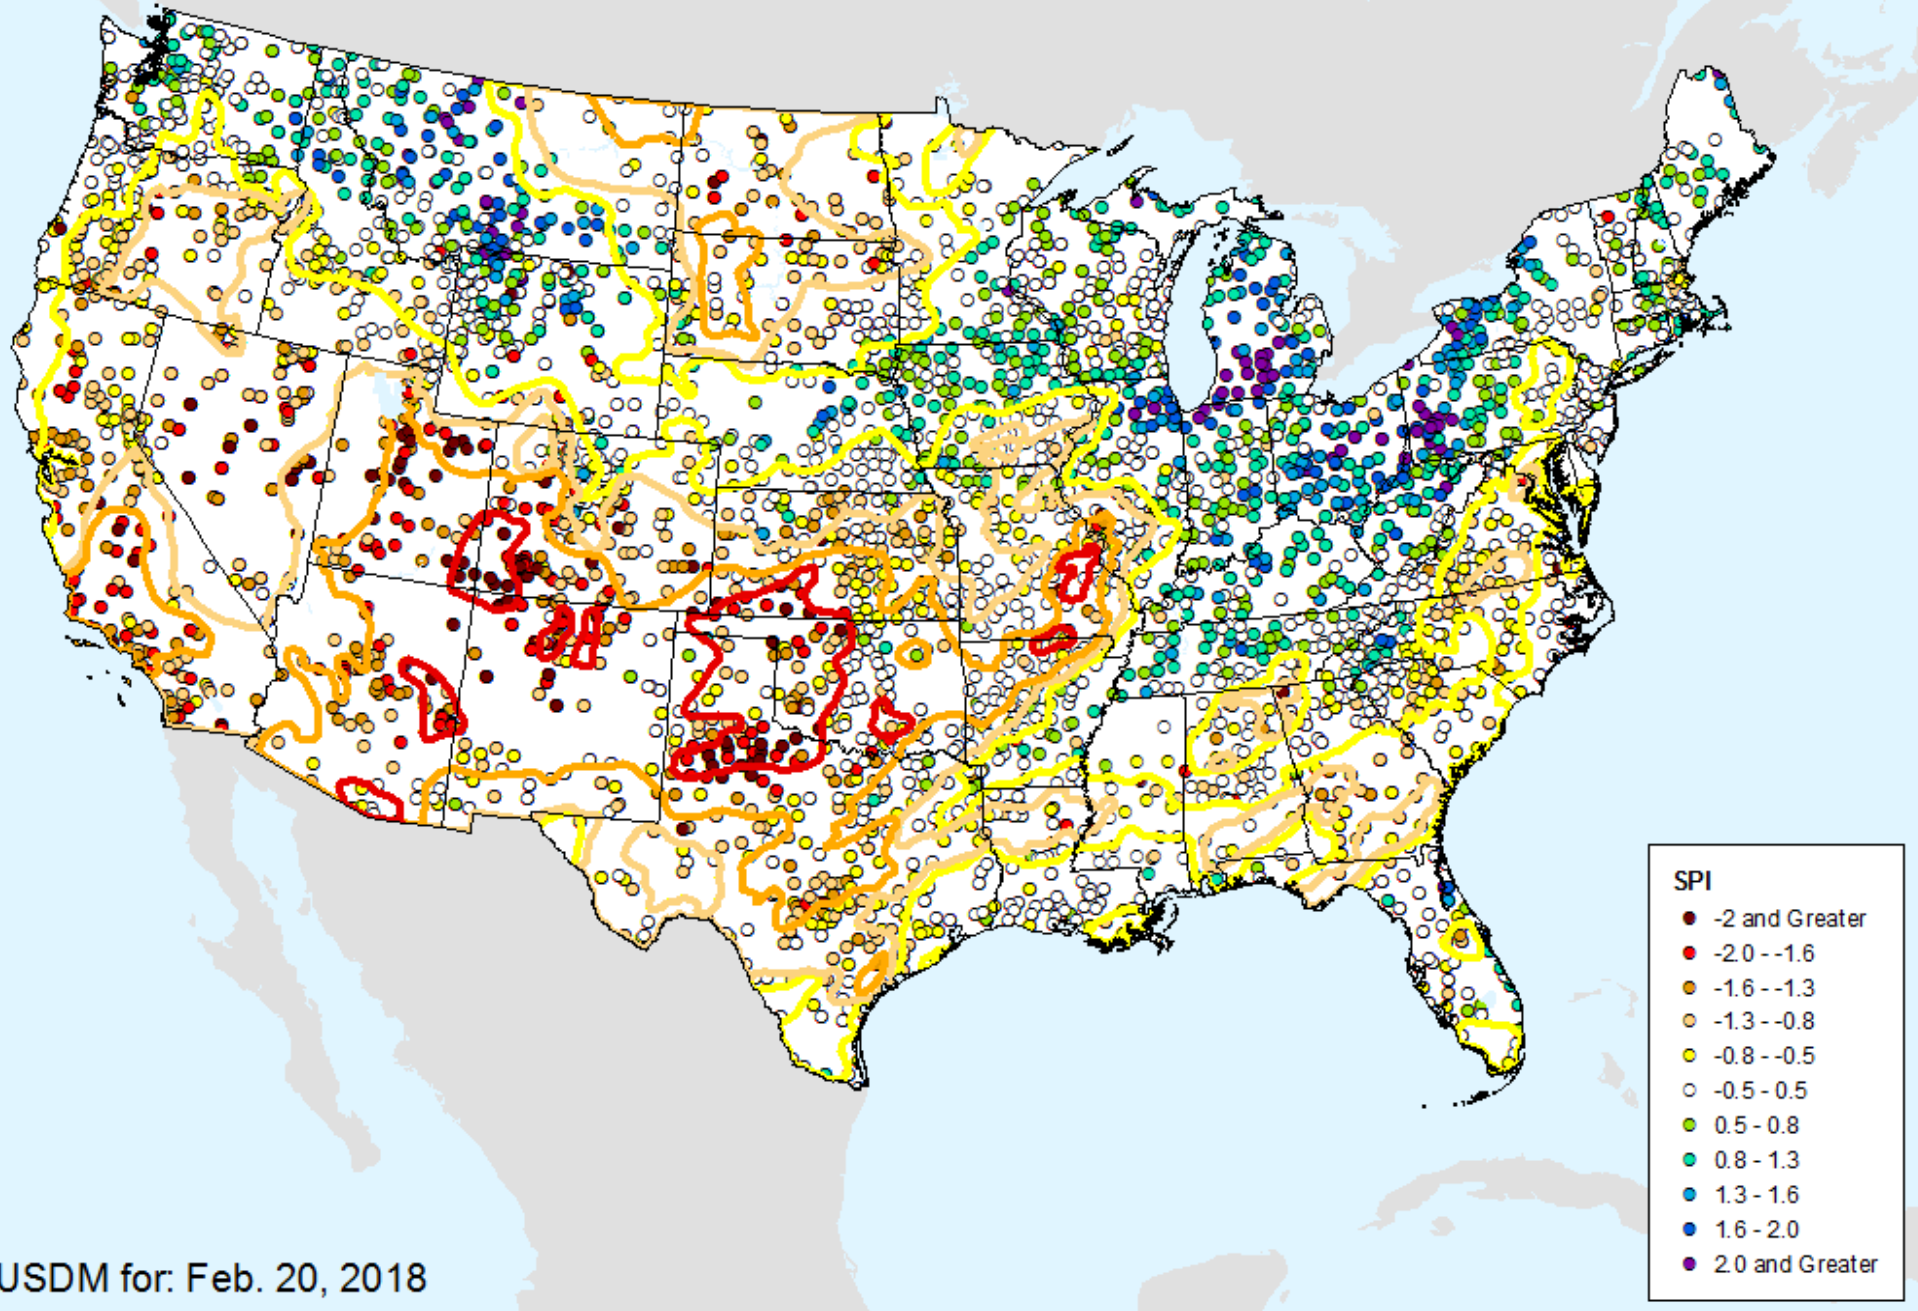 SPI
-2 and Greater
-2.0 - -1.6
-1.6 - -1.3
-1.3 - -0.8
-0.8 - -0.5
-0.5 - 0.5
0.5 - 0.8
0.8 - 1.3
1.3 - 1.6
1.6 - 2.0
2.0 and Greater
USDM for: Feb. 20, 2018